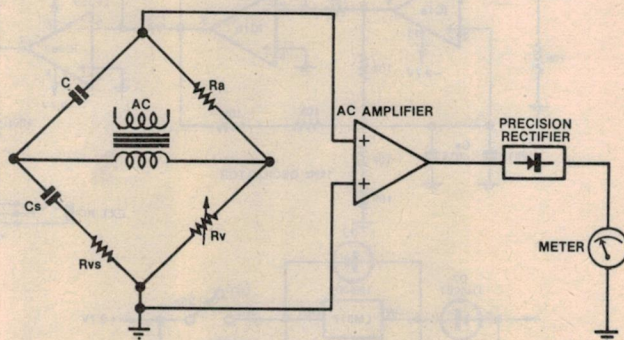 C
Ra
AC
AC AMPLIFIER
PRECISION
RECTIFIER
+
+
Cs
Rvs
Rv
METER